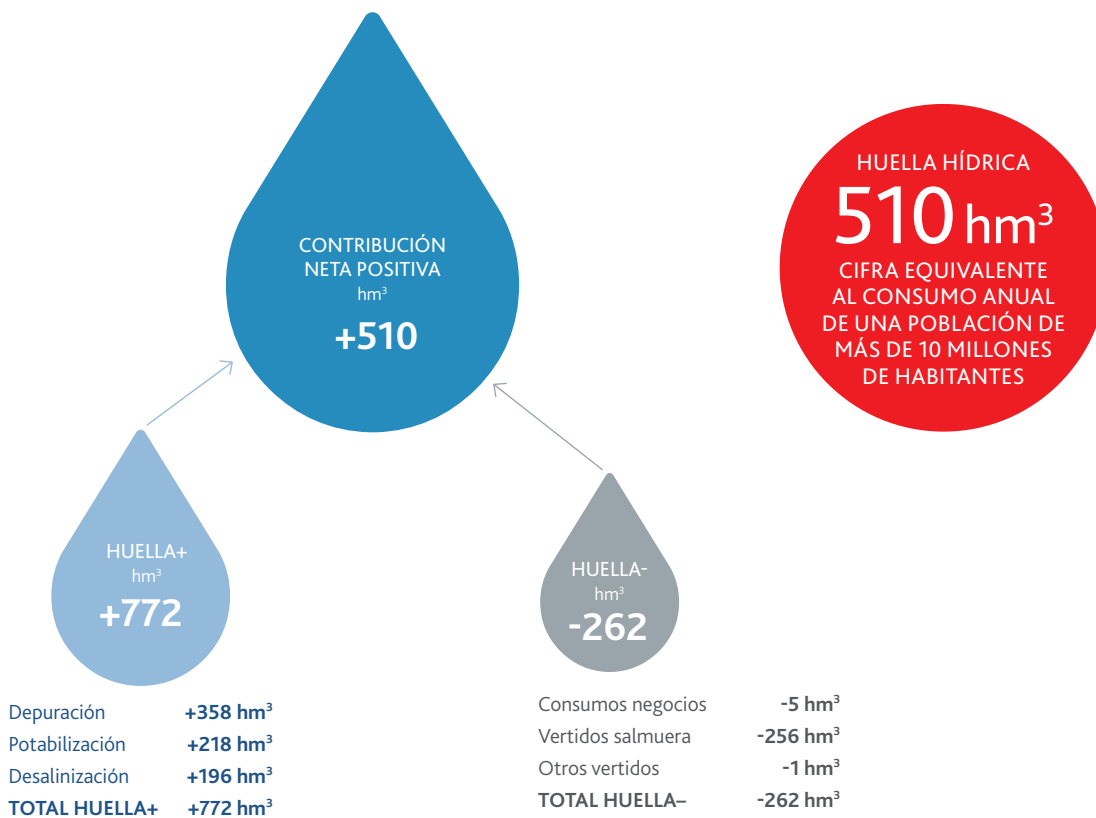 CONTRIBUCIÓN
NETA POSITIVA
hm³
+510
HUELLA HÍDRICA
510 hm³
CIFRA EQUIVALENTE
AL CONSUMO ANUAL
DE UNA POBLACIÓN DE
MÁS DE 10 MILLONES
DE HABITANTES
HUELLA+
hm³
+772
HUELLA-
hm³
-262
Depuración +358 hm³
Potabilización +218 hm³
Desalinización +196 hm³
TOTAL HUELLA+ +772 hm³
Consumos negocios -5 hm³
Vertidos salmuera -256 hm³
Otros vertidos -1 hm³
TOTAL HUELLA– -262 hm³